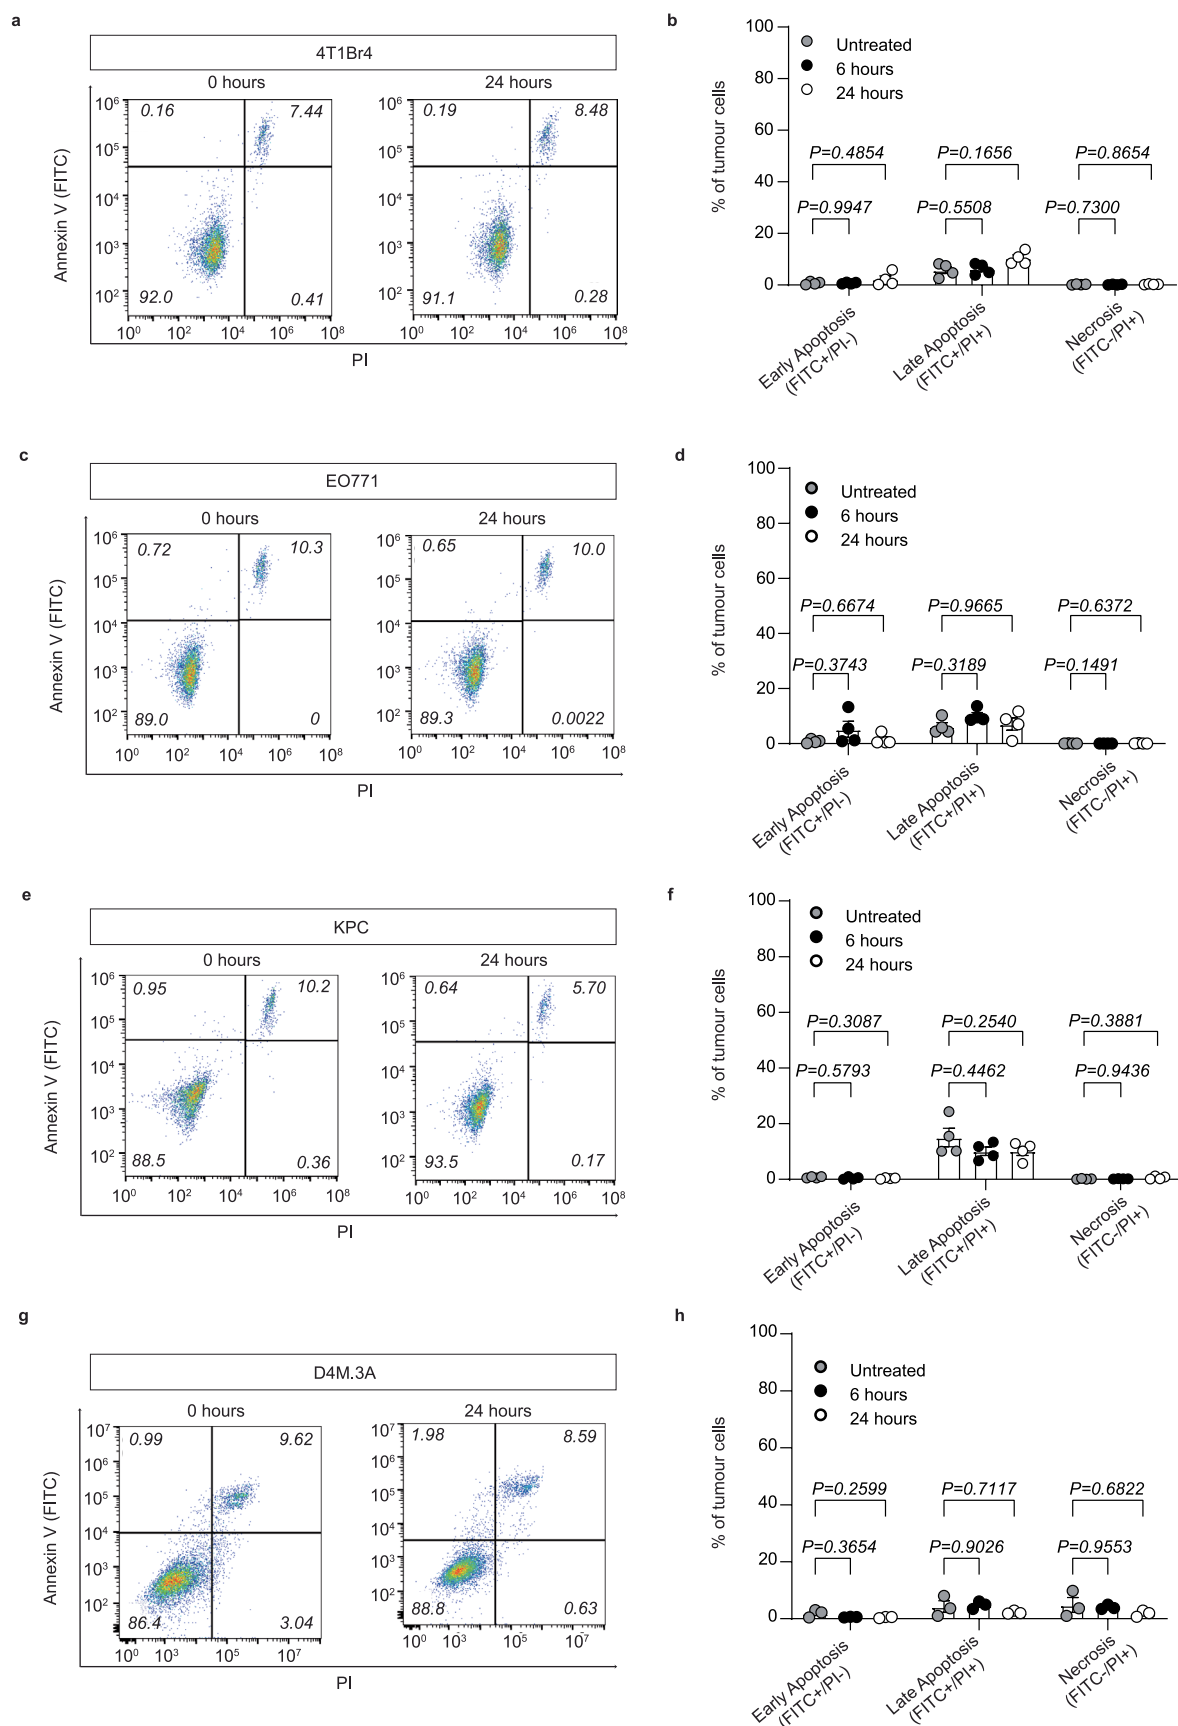 a
4T1Br4
0 hours
24 hours
10⁶
10⁵
10⁴
10³
10²
0.16
7.44
92.0
0.41
10⁰ 10² 10⁴ 10⁶ 10⁸
10⁶
10⁵
10⁴
10³
10²
0.19
8.48
91.1
0.28
10⁰ 10² 10⁴ 10⁶ 10⁸
Annexin V (FITC)
PI
b
100
80
60
40
20
0
% of tumour cells
Untreated
6 hours
24 hours
P=0.4854
P=0.1656
P=0.8654
P=0.9947
P=0.5508
P=0.7300
Early Apoptosis
(FITC+/PI-)
Late Apoptosis
(FITC+/PI+)
Necrosis
(FITC-/PI+)
c
EO771
0 hours
24 hours
10⁶
10⁵
10⁴
10³
10²
0.72
10.3
89.0
0
10⁰ 10² 10⁴ 10⁶ 10⁸
10⁶
10⁵
10⁴
10³
10²
0.65
10.0
89.3
0.0022
10⁰ 10² 10⁴ 10⁶ 10⁸
Annexin V (FITC)
PI
d
100
80
60
40
20
0
% of tumour cells
Untreated
6 hours
24 hours
P=0.6674
P=0.9665
P=0.6372
P=0.3743
P=0.3189
P=0.1491
Early Apoptosis
(FITC+/PI-)
Late Apoptosis
(FITC+/PI+)
Necrosis
(FITC-/PI+)
e
KPC
0 hours
24 hours
10⁶
10⁵
10⁴
10³
10²
0.95
10.2
88.5
0.36
10⁰ 10² 10⁴ 10⁶ 10⁸
10⁶
10⁵
10⁴
10³
10²
0.64
5.70
93.5
0.17
10⁰ 10² 10⁴ 10⁶ 10⁸
Annexin V (FITC)
PI
f
100
80
60
40
20
0
% of tumour cells
Untreated
6 hours
24 hours
P=0.3087
P=0.2540
P=0.3881
P=0.5793
P=0.4462
P=0.9436
Early Apoptosis
(FITC+/PI-)
Late Apoptosis
(FITC+/PI+)
Necrosis
(FITC-/PI+)
g
D4M.3A
0 hours
24 hours
10⁷
10⁶
10⁵
10⁴
10³
10²
0.99
9.62
86.4
3.04
10⁰ 10³ 10⁵ 10⁷
10⁷
10⁶
10⁵
10⁴
10³
10²
1.98
8.59
88.8
0.63
10⁰ 10³ 10⁵ 10⁷
Annexin V (FITC)
PI
h
100
80
60
40
20
0
% of tumour cells
Untreated
6 hours
24 hours
P=0.2599
P=0.7117
P=0.6822
P=0.3654
P=0.9026
P=0.9553
Early Apoptosis
(FITC+/PI-)
Late Apoptosis
(FITC+/PI+)
Necrosis
(FITC-/PI+)